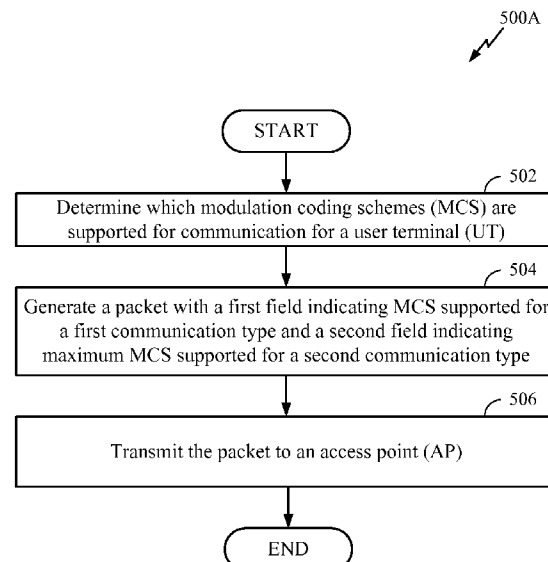 500A
START
502
Determine which modulation coding schemes (MCS) are
supported for communication for a user terminal (UT)
504
Generate a packet with a first field indicating MCS supported for
a first communication type and a second field indicating
maximum MCS supported for a second communication type
506
Transmit the packet to an access point (AP)
END